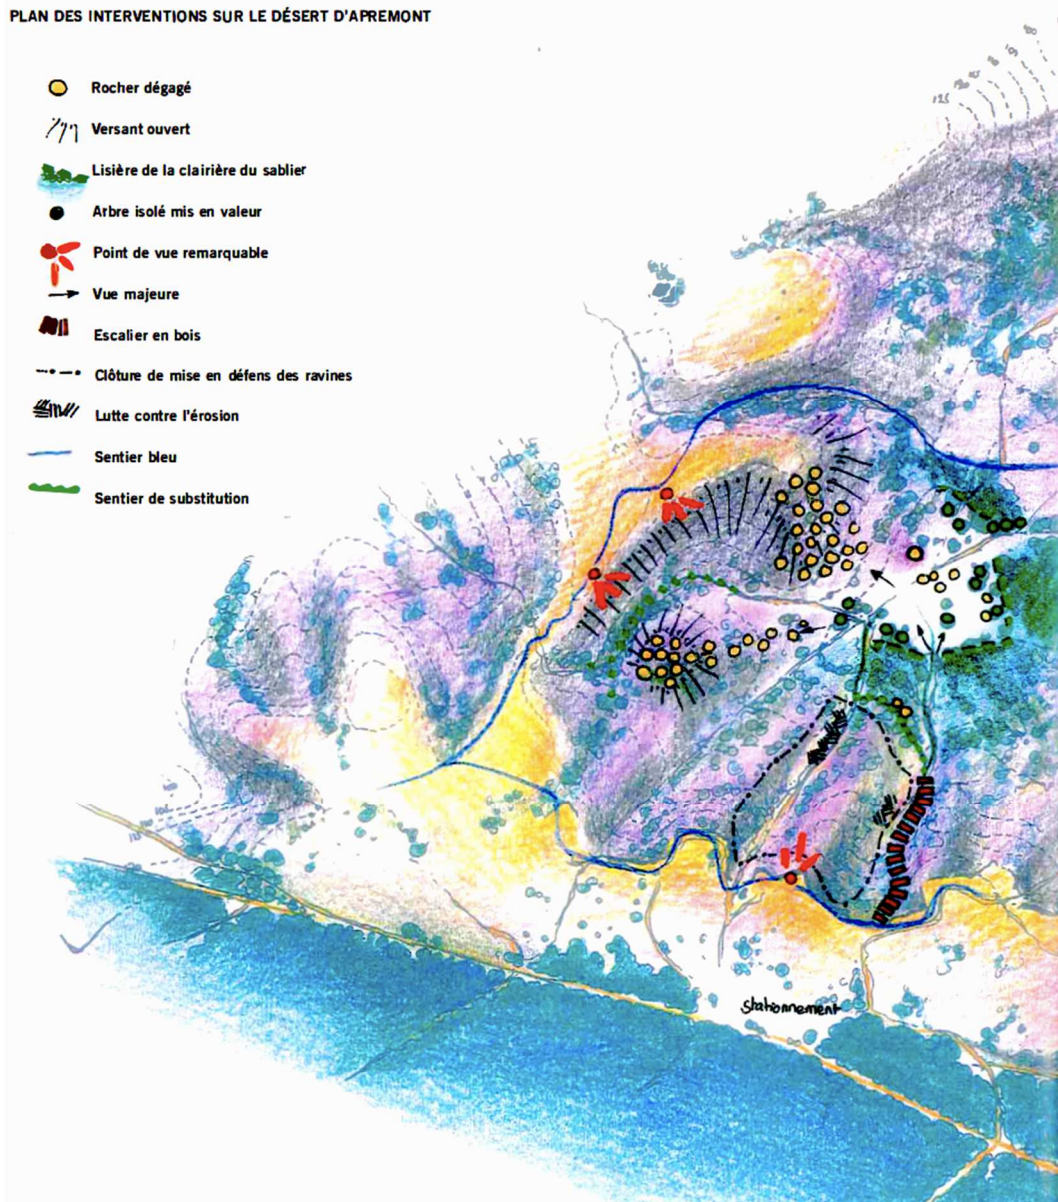 PLAN DES INTERVENTIONS SUR LE DÉSERT D'APREMONT
Rocher dégagé
Versant ouvert
Lisière de la clairière du sablier
Arbre isolé mis en valeur
Point de vue remarquable
Vue majeure
Escalier en bois
Clôture de mise en défens des ravines
Lutte contre l'érosion
Sentier bleu
Sentier de substitution
stationnement